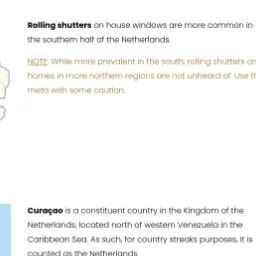 Rolling shutters on house windows are more common in
the southern half of the Netherlands.
NOTE: While more prevalent in the south, rolling shutters on
homes in more northern regions are not unheard of. Use th
meta with some caution.
Curaçao is a constituent country in the Kingdom of the
Netherlands, located north of western Venezuela in the
Caribbean Sea. As such, for country streaks purposes, it is
counted as the Netherlands.